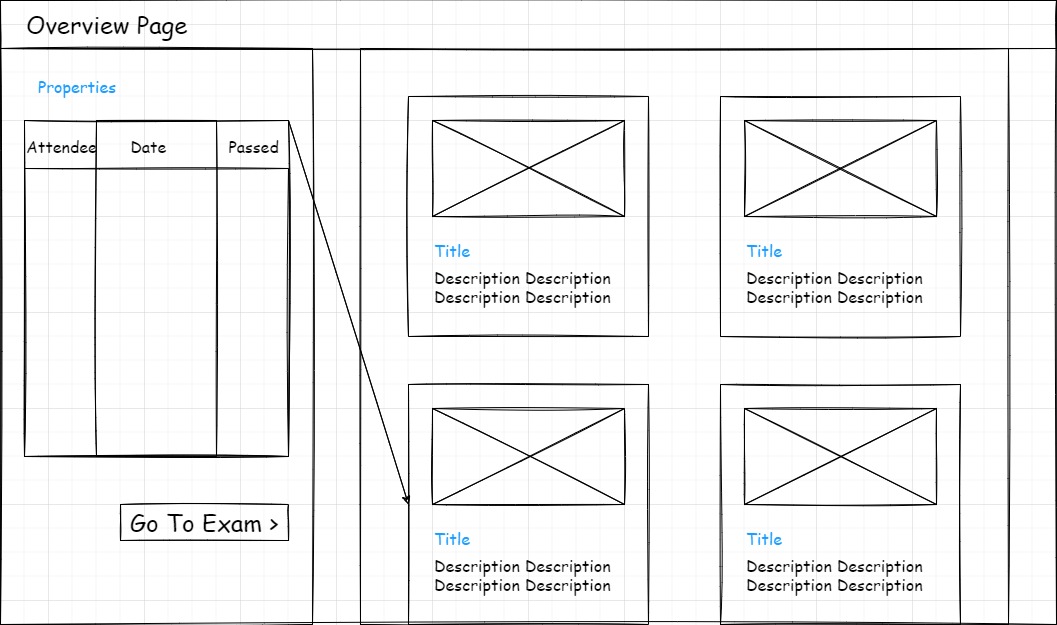 Overview Page
Properties
Attendee Date Passed
Go To Exam >
Title
Description Description
Description Description
Title
Description Description
Description Description
Title
Description Description
Description Description
Title
Description Description
Description Description